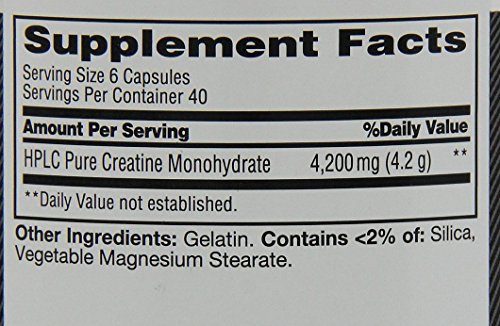 Supplement Facts
Serving Size 6 Capsules
Servings Per Container 40
Amount Per Serving %Daily Value
HPLC Pure Creatine Monohydrate 4,200 mg (4.2 g) **
**Daily Value not established.
Other Ingredients: Gelatin. Contains <2% of: Silica,
Vegetable Magnesium Stearate.